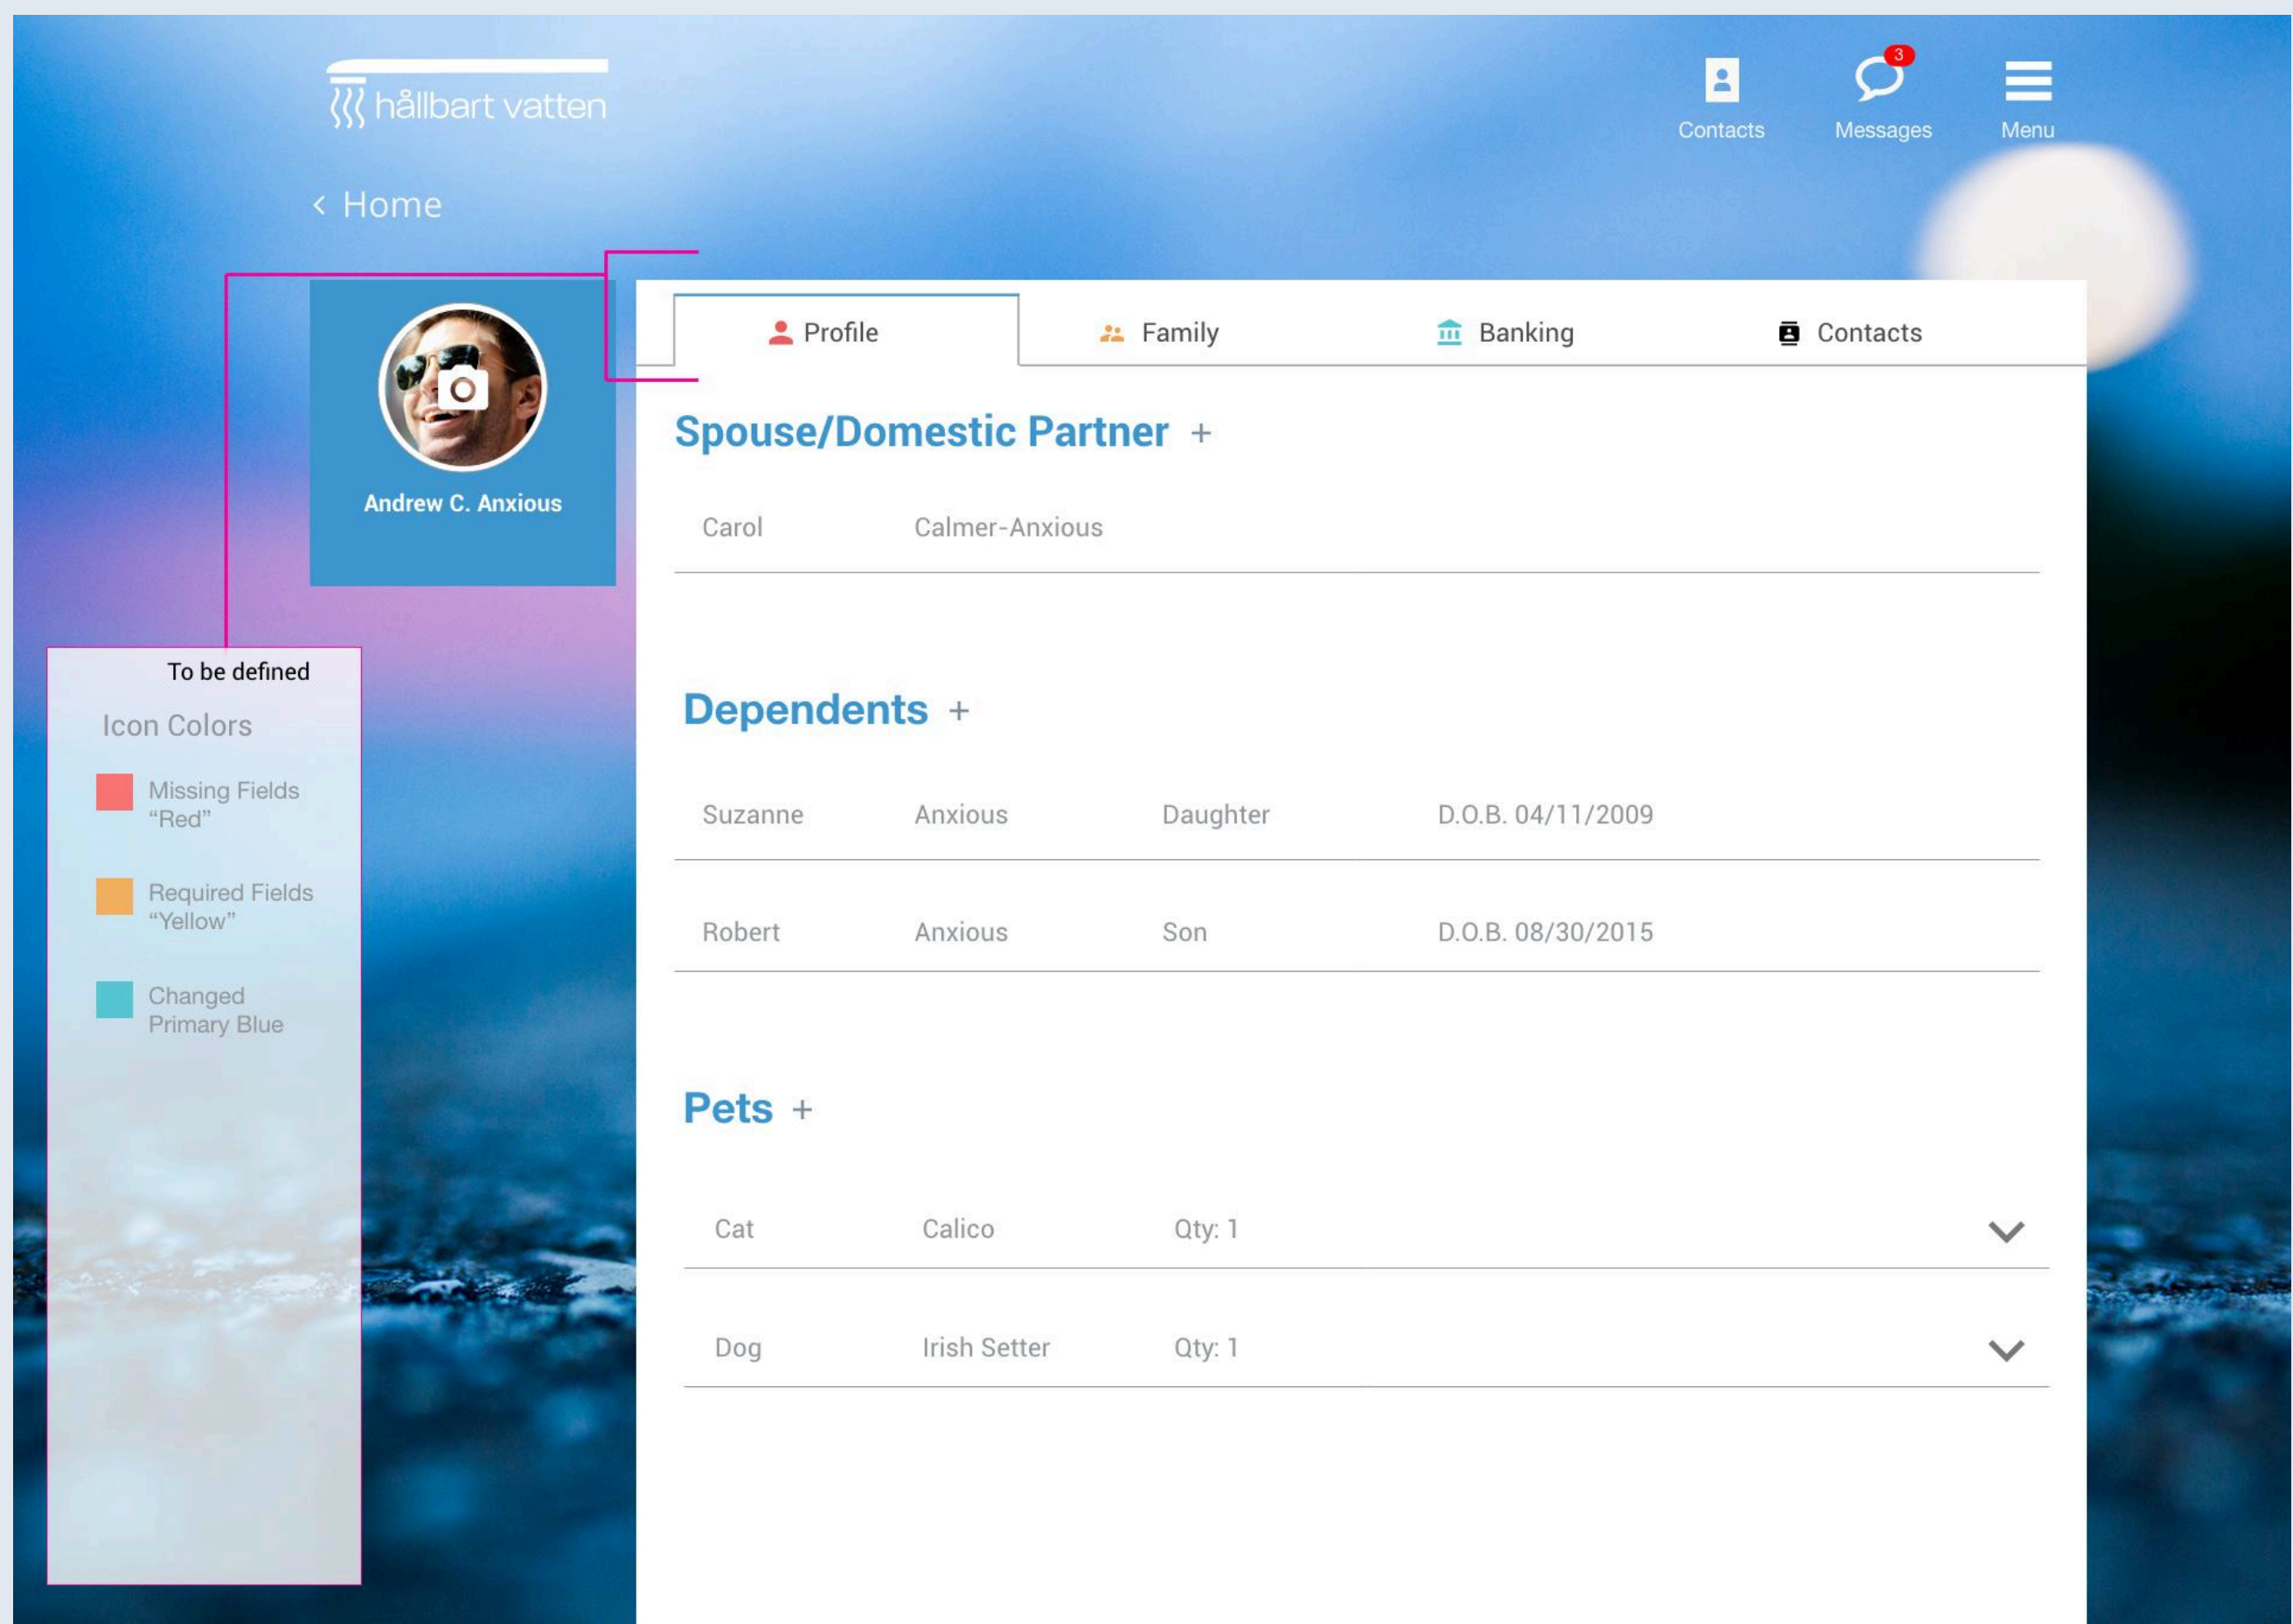 hållbart vatten
3
Contacts Messages Menu
< Home
Profile Family Banking Contacts
Andrew C. Anxious
Spouse/Domestic Partner +
Carol Calmer-Anxious
Dependents +
Suzanne Anxious Daughter D.O.B. 04/11/2009
Robert Anxious Son D.O.B. 08/30/2015
Pets +
Cat Calico Qty: 1
Dog Irish Setter Qty: 1
To be defined
Icon Colors
Missing Fields
“Red”
Required Fields
“Yellow”
Changed
Primary Blue